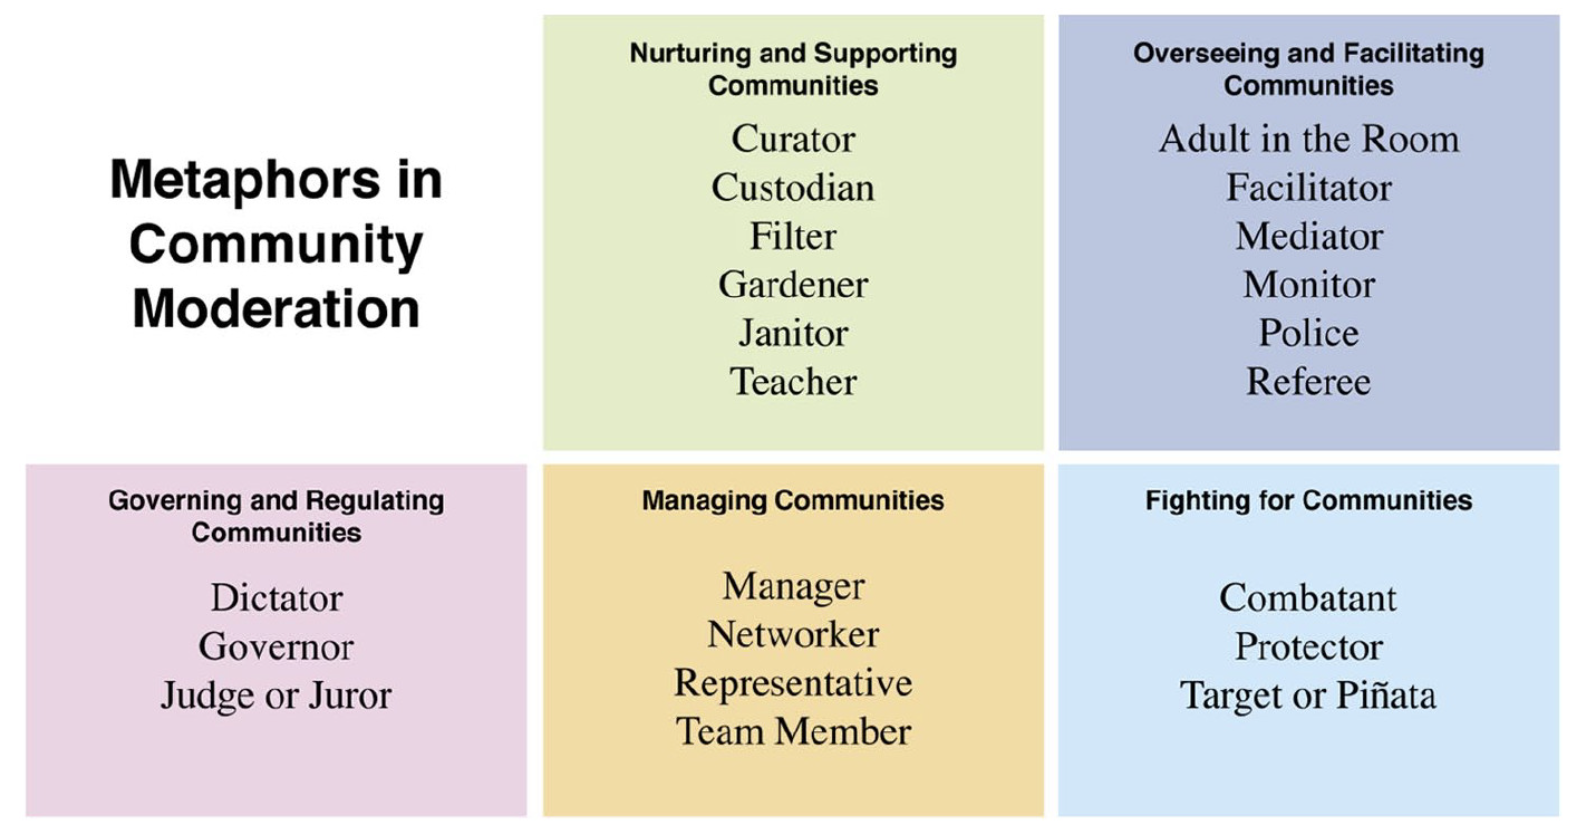 Metaphors in
Community
Moderation
Nurturing and Supporting
Communities
Curator
Custodian
Filter
Gardener
Janitor
Teacher
Overseeing and Facilitating
Communities
Adult in the Room
Facilitator
Mediator
Monitor
Police
Referee
Governing and Regulating
Communities
Dictator
Governor
Judge or Juror
Managing Communities
Manager
Networker
Representative
Team Member
Fighting for Communities
Combatant
Protector
Target or Piñata